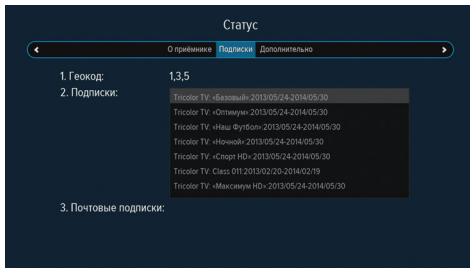 Статус
О приёмнике Подписки Дополнительно
1. Геокод: 1,3,5
2. Подписки:
Tricolor TV: «Базовый»:2013/05/24-2014/05/30
Tricolor TV: «Оптимум»:2013/05/24-2014/05/30
Tricolor TV: «Наш Футбол»:2013/05/24-2014/05/30
Tricolor TV: «Ночной»:2013/05/24-2014/05/30
Tricolor TV: «Спорт HD»:2013/05/24-2014/05/30
Tricolor TV: Class 011:2013/02/20-2014/02/19
Tricolor TV: «Максимум HD»:2013/05/24-2014/05/30
3. Почтовые подписки: